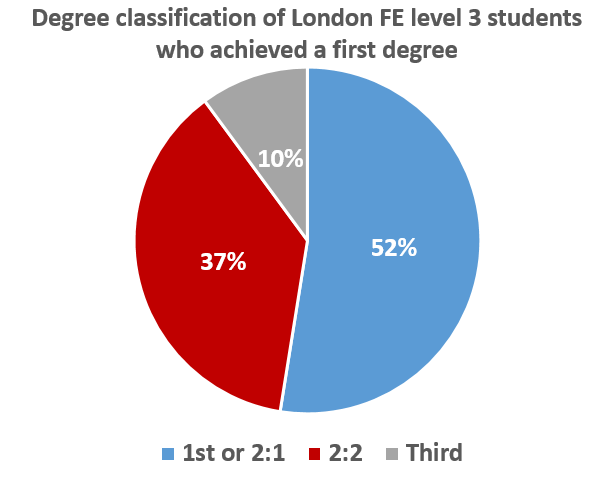 Degree classification of London FE level 3 students
who achieved a first degree
10%
52%
37%
1st or 2:1 2:2 Third